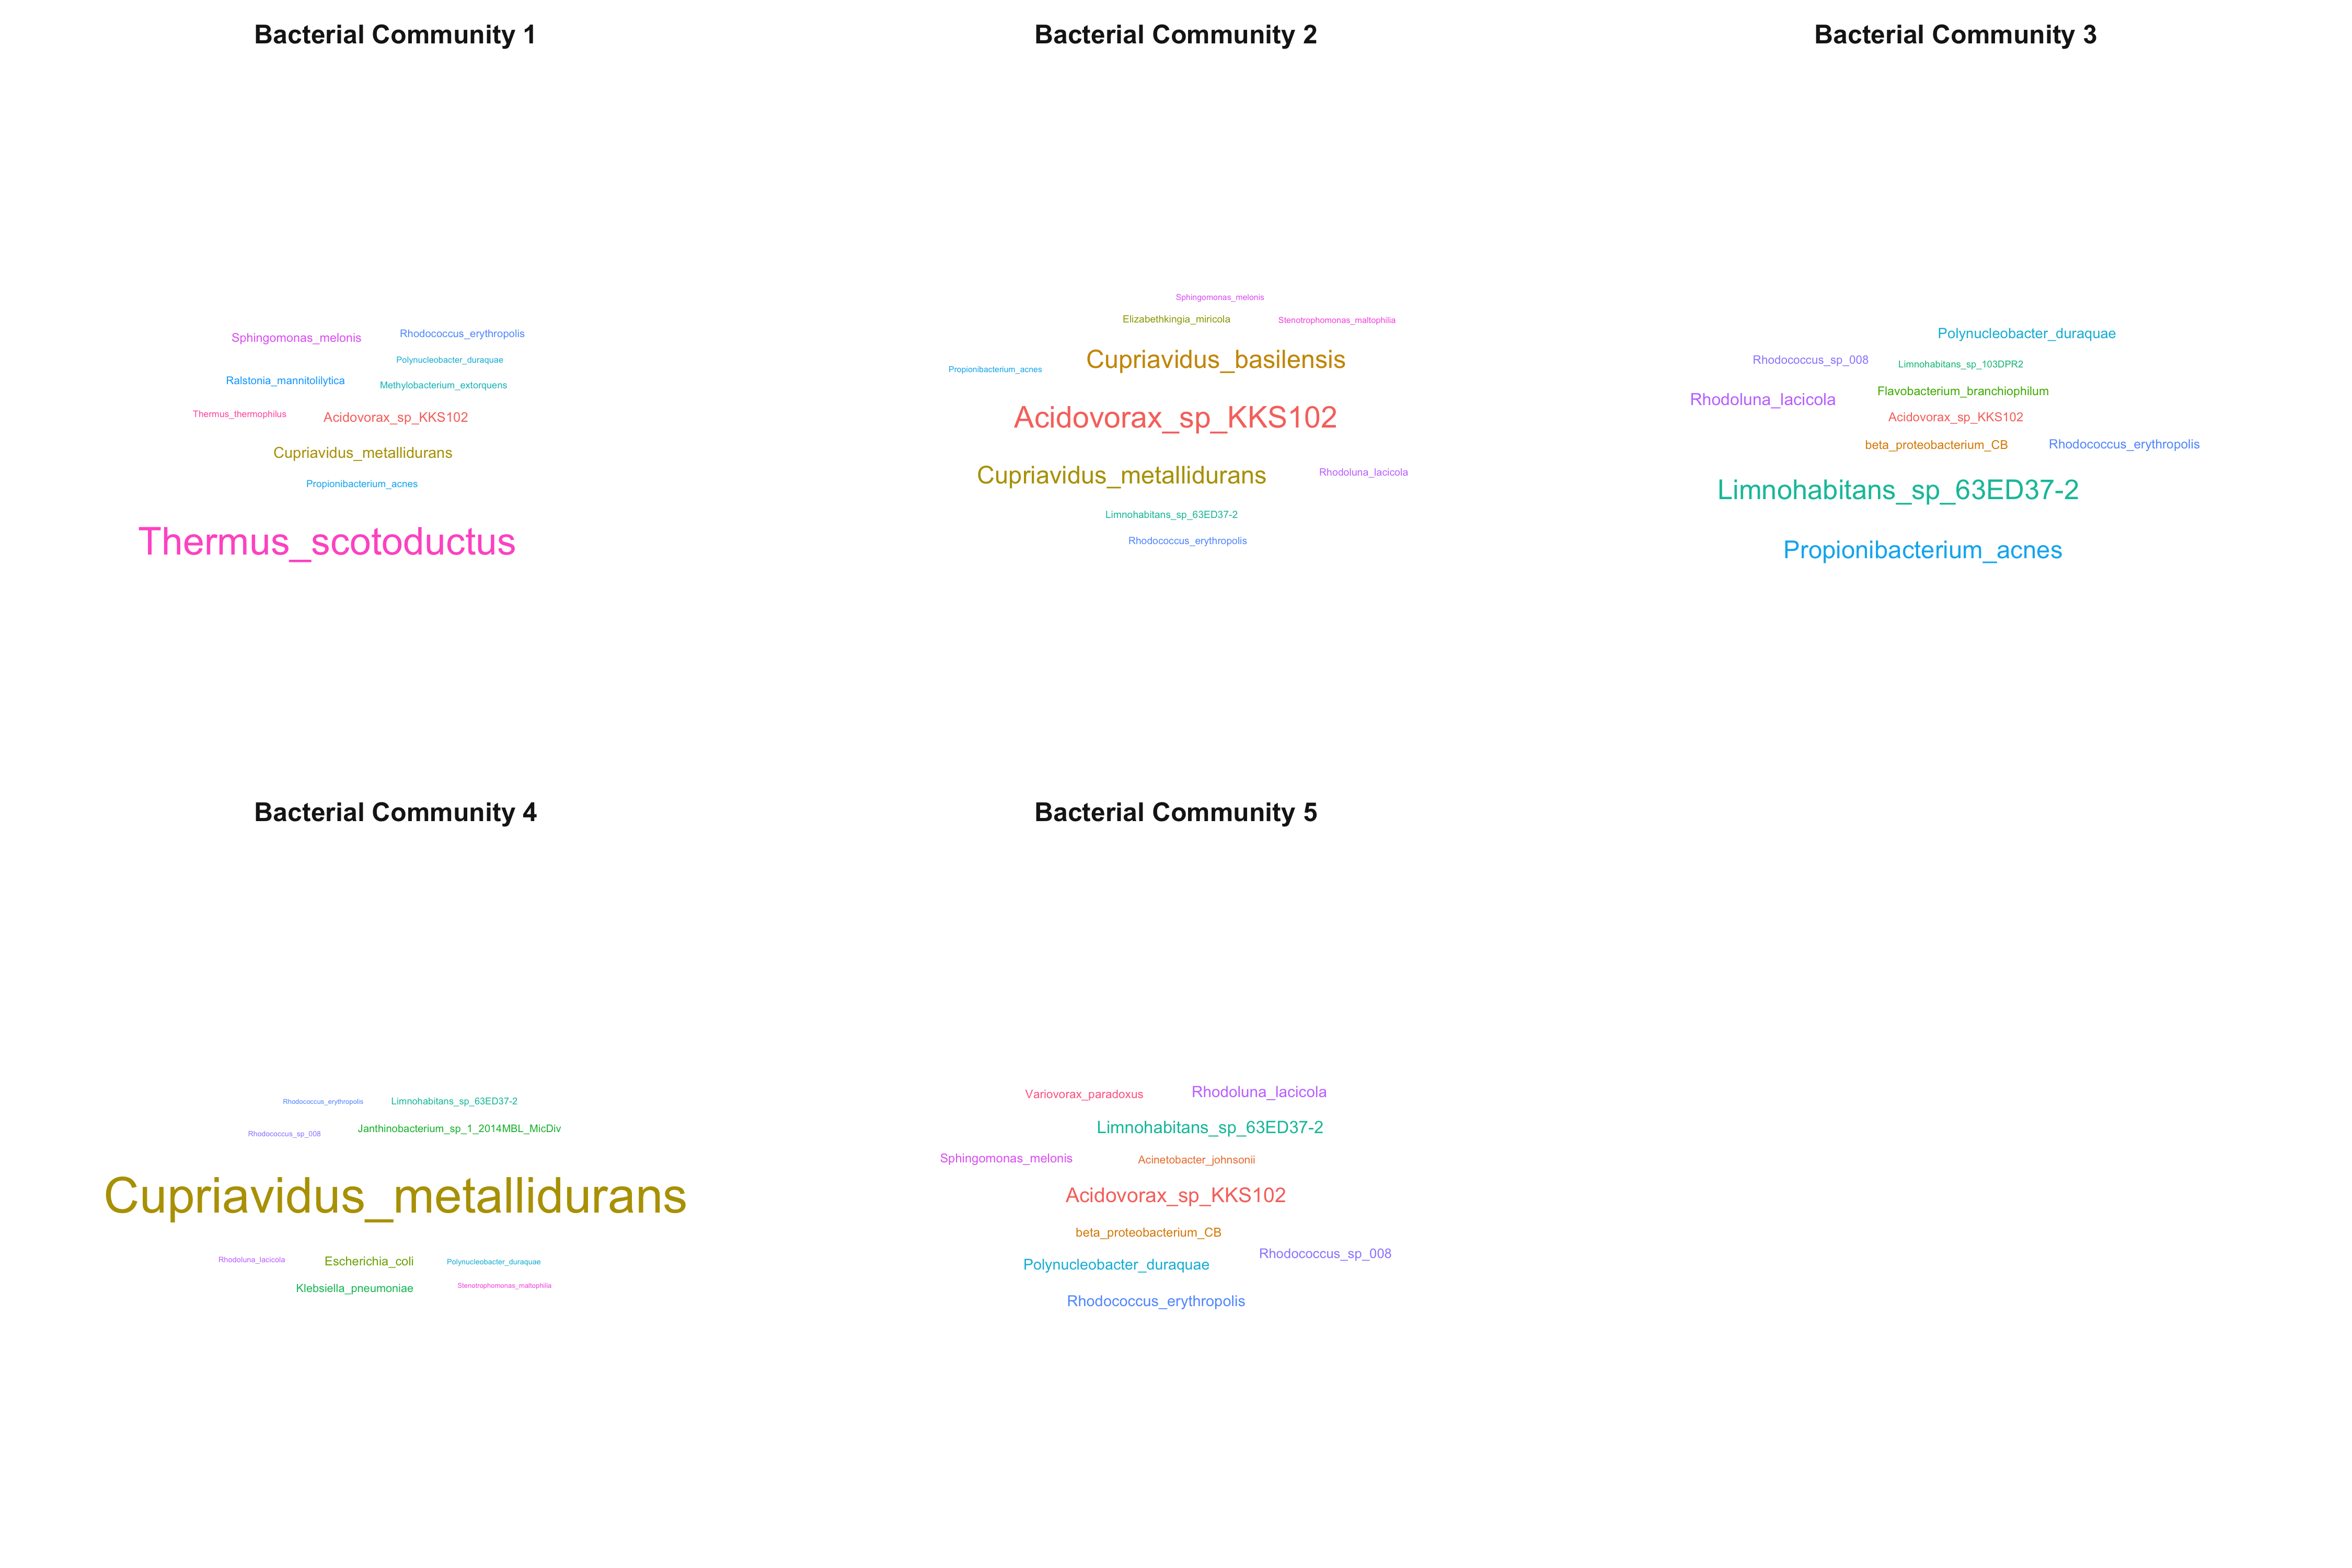 Bacterial Community 1
Sphingomonas_melonis
Rhodococcus_erythropolis
Polynucleobacter_duraquae
Ralstonia_mannitolilytica
Methylobacterium_extorquens
Thermus_thermophilus
Acidovorax_sp_KKS102
Cupriavidus_metallidurans
Propionibacterium_acnes
Thermus_scotoductus
Bacterial Community 2
Sphingomonas_melonis
Elizabethkingia_miricola
Stenotrophomonas_maltophilia
Cupriavidus_basilensis
Propionibacterium_acnes
Acidovorax_sp_KKS102
Cupriavidus_metallidurans
Rhodoluna_lacicola
Limnohabitans_sp_63ED37-2
Rhodococcus_erythropolis
Bacterial Community 3
Polynucleobacter_duraquae
Rhodococcus_sp_008
Limnohabitans_sp_103DPR2
Flavobacterium_branchiophilum
Rhodoluna_lacicola
Acidovorax_sp_KKS102
beta_proteobacterium_CB
Rhodococcus_erythropolis
Limnohabitans_sp_63ED37-2
Propionibacterium_acnes
Bacterial Community 4
Rhodococcus_erythropolis
Limnohabitans_sp_63ED37-2
Rhodococcus_sp_008
Janthinobacterium_sp_1_2014MBL_MicDiv
Cupriavidus_metallidurans
Rhodoluna_lacicola
Escherichia_coli
Polynucleobacter_duraquae
Klebsiella_pneumoniae
Stenotrophomonas_maltophilia
Bacterial Community 5
Variovorax_paradoxus
Rhodoluna_lacicola
Limnohabitans_sp_63ED37-2
Sphingomonas_melonis
Acinetobacter_johnsonii
Acidovorax_sp_KKS102
beta_proteobacterium_CB
Rhodococcus_sp_008
Polynucleobacter_duraquae
Rhodococcus_erythropolis